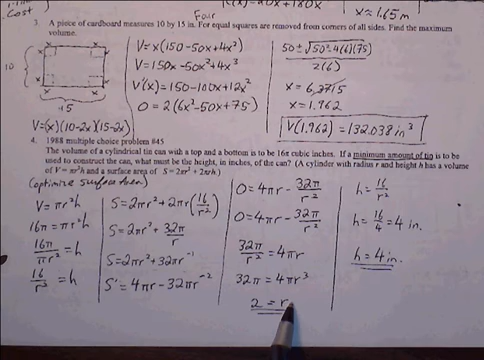 Cost
x ≈ 1.65 m
Four
3. A piece of cardboard measures 10 by 15 in. For equal squares are removed from corners of all sides. Find the maximum
volume.
x x
10
x x
15
V=(x)(10-2x)(15-2x)
V=x(150-50x+4x²)
V=150x-50x²+4x³
V'(x)=150-100x+12x²
0=2(6x²-50x+75)
50±√50²-4(6)(75)
2(6)
x=6.3715
x=1.962
V(1.962)=132.038 in³
4. 1988 multiple choice problem #45
The volume of a cylindrical tin can with a top and a bottom is to be 16π cubic inches. If a minimum amount of tin is to be
used to construct the can, what must be the height, in inches, of the can? (A cylinder with radius r and height h has a volume
of V = πr²h and a surface area of S = 2πr² + 2πrh )
(optimize surface area)
V=πr²h
16π=πr²h
16π/πr²=h
16/r²=h
S=2πr²+2πr(16/r²)
S=2πr²+32π/r
S=2πr²+32πr⁻¹
S'=4πr-32πr⁻²
0=4πr-32π/r²
0=4πr-32π/r²
32π/r²=4πr
32π=4πr³
2=r
h=16/r²
h=16/4=4 in.
h=4in.